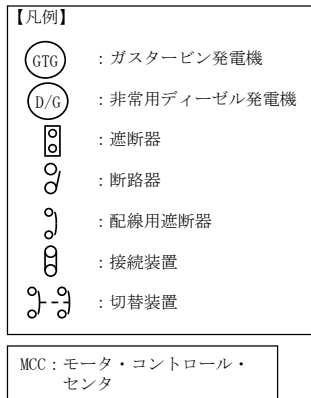 【凡例】
GTG :ガスタービン発電機
D/G :非常用ディーゼル発電機
:遮断器
:断路器
:配線用遮断器
:接続装置
:切替装置
MCC:モータ・コントロール・
センタ